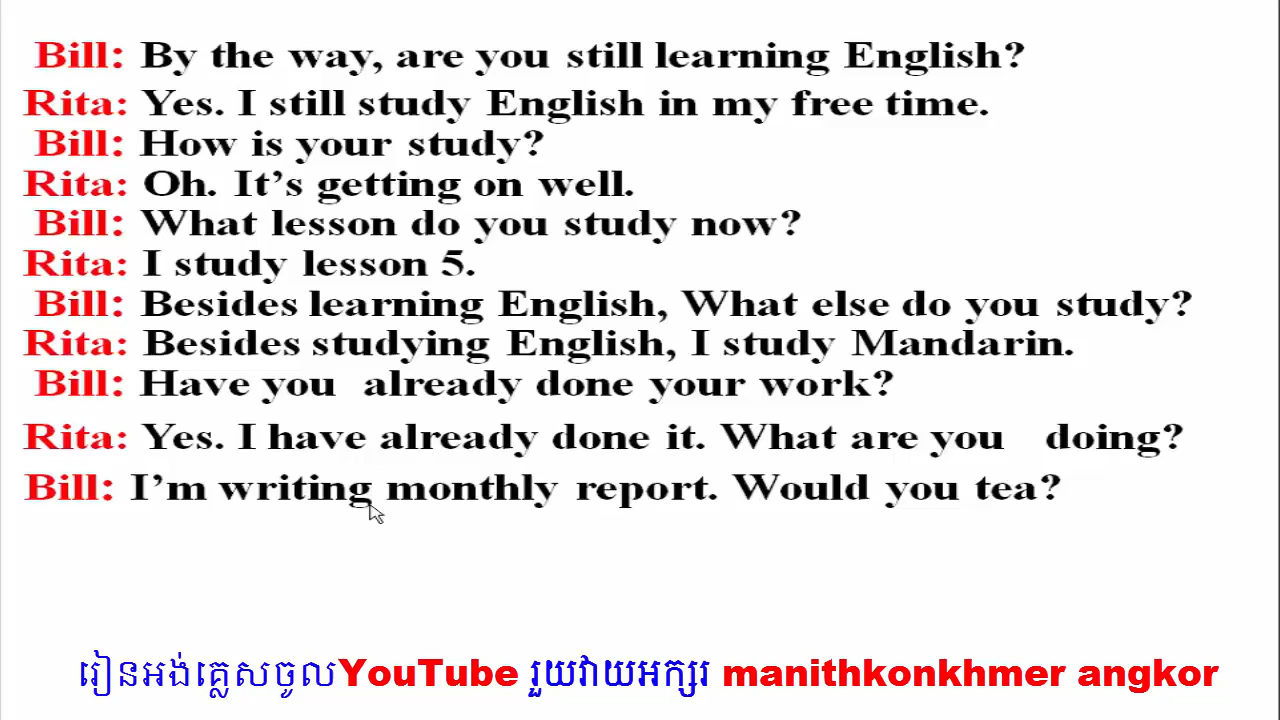 Bill: By the way, are you still learning English?
Rita: Yes. I still study English in my free time.
Bill: How is your study?
Rita: Oh. It’s getting on well.
Bill: What lesson do you study now?
Rita: I study lesson 5.
Bill: Besides learning English, What else do you study?
Rita: Besides studying English, I study Mandarin.
Bill: Have you already done your work?
Rita: Yes. I have already done it. What are you doing?
Bill: I’m writing monthly report. Would you tea?
រៀនអង់គ្លេសចូលYouTube រួយវាយអក្សរ manithkonkhmer angkor